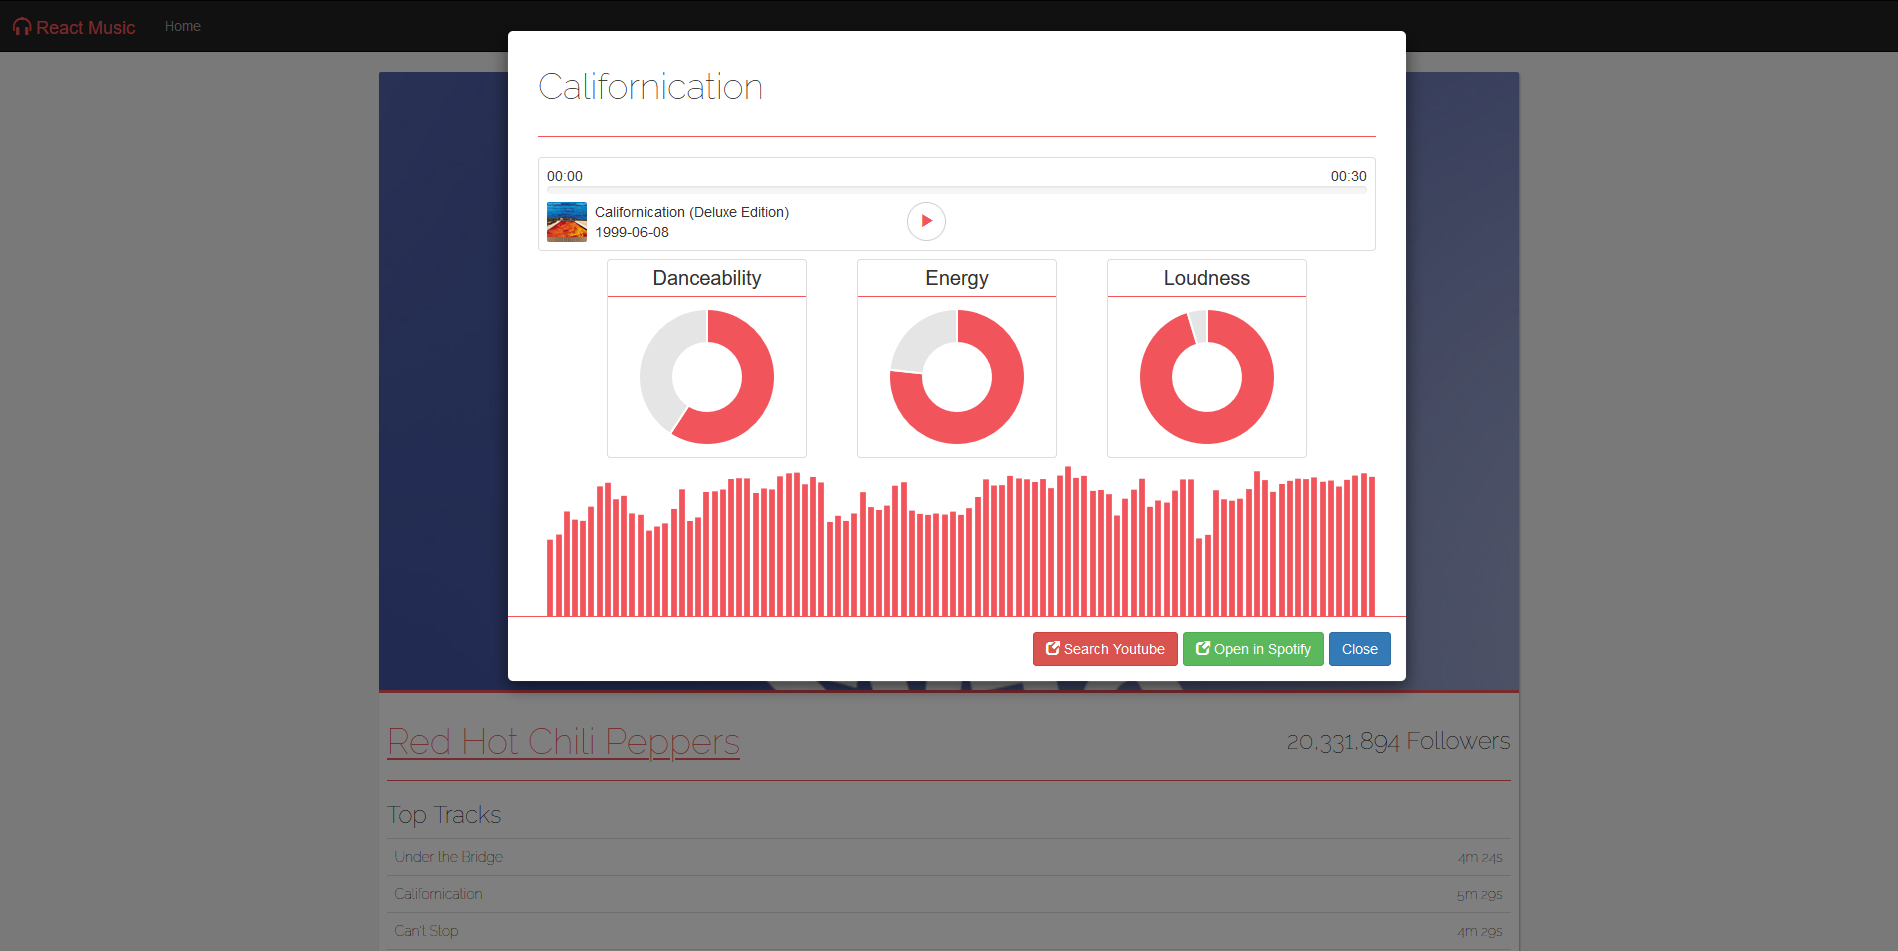 React Music Home
Californication
00:00 00:30
Californication (Deluxe Edition)
1999-06-08
Danceability Energy Loudness
Search Youtube Open in Spotify Close
Red Hot Chili Peppers 20,331,894 Followers
Top Tracks
Under the Bridge 4m 24s
Californication 5m 29s
Can't Stop 4m 29s